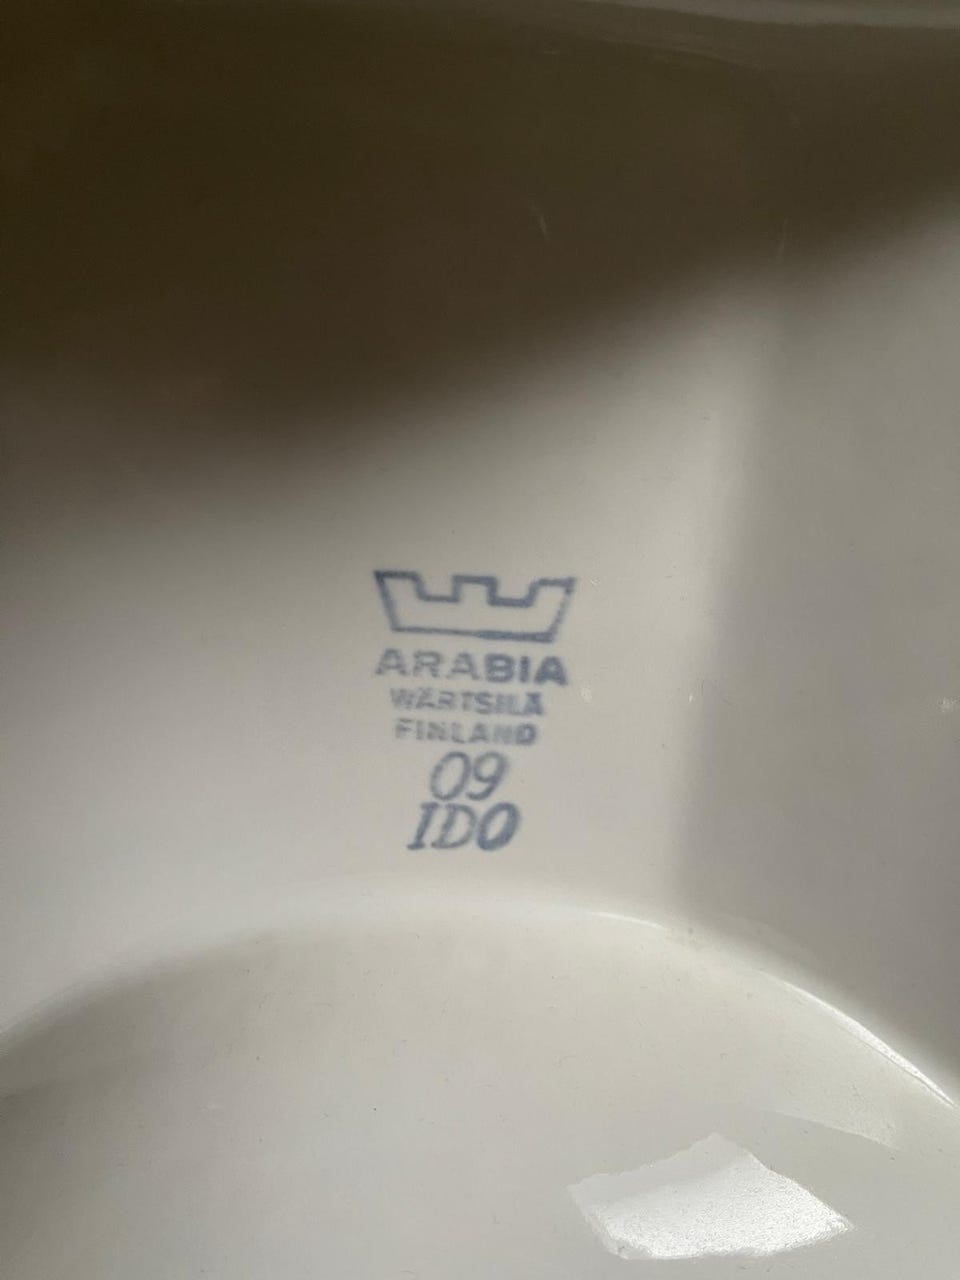 ARABIA
WÄRTSILÄ
FINLAND
09
IDO